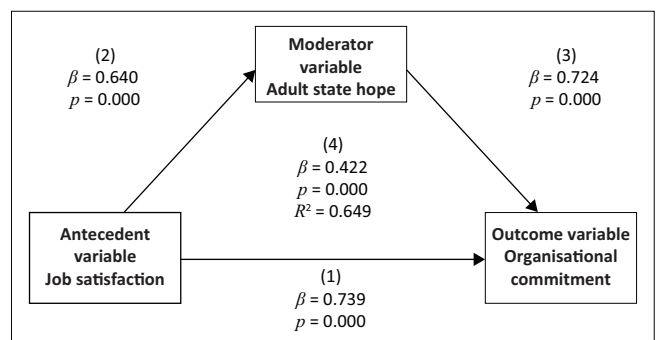 (2)
β = 0.640
p = 0.000
Moderator
variable
Adult state hope
(3)
β = 0.724
p = 0.000
(4)
β = 0.422
p = 0.000
R² = 0.649
Antecedent
variable
Job satisfaction
Outcome variable
Organisational
commitment
(1)
β = 0.739
p = 0.000